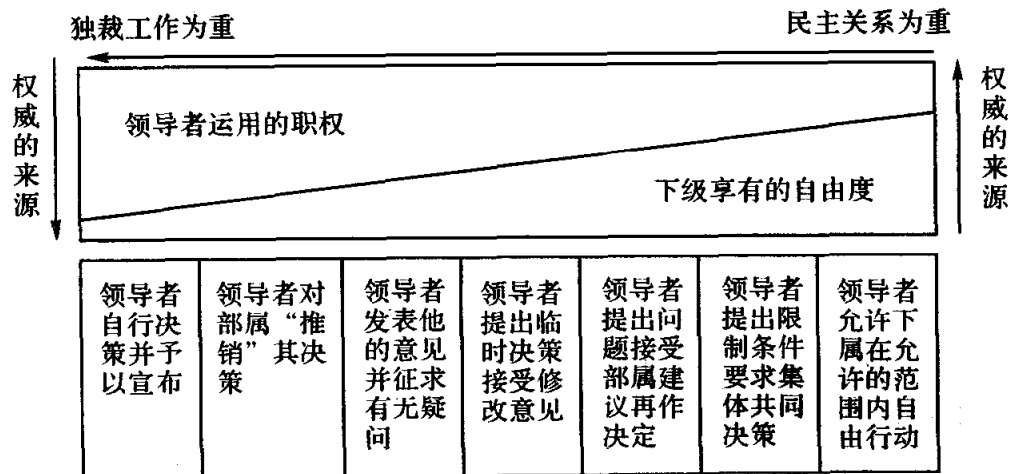 独裁工作为重
民主关系为重
权威的来源
领导者运用的职权
下级享有的自由度
权威的来源
领导者
自行决
策并予
以宣布
领导者对
部属“推
销”其决
策
领导者
发表他
的意见
并征求
有无疑
问
领导者
提出临
时决策
接受修
改意见
领导者
提出问
题接受
部属建
议再作
决定
领导者
提出限
制条件
要求集
体共同
决策
领导者
允许下
属在允
许的范
围内自
由行动